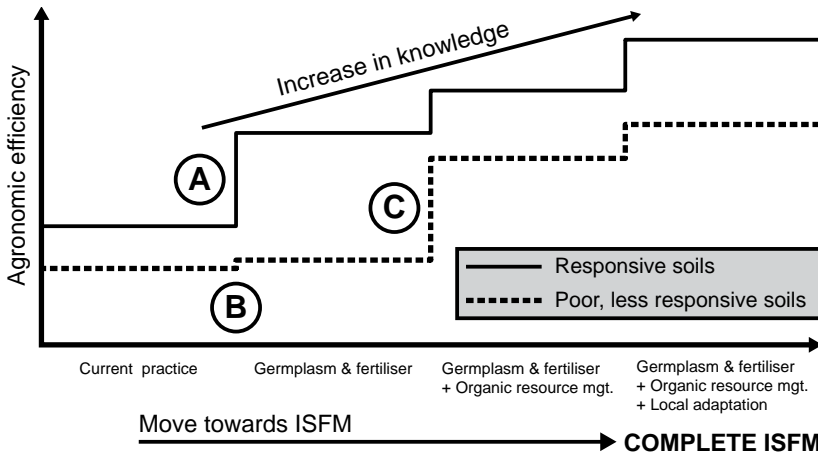 Agronomic efficiency
Increase in knowledge
A
C
B
Responsive soils
Poor, less responsive soils
Current practice
Germplasm & fertiliser
Germplasm & fertiliser
+ Organic resource mgt.
Germplasm & fertiliser
+ Organic resource mgt.
+ Local adaptation
Move towards ISFM
COMPLETE ISFM